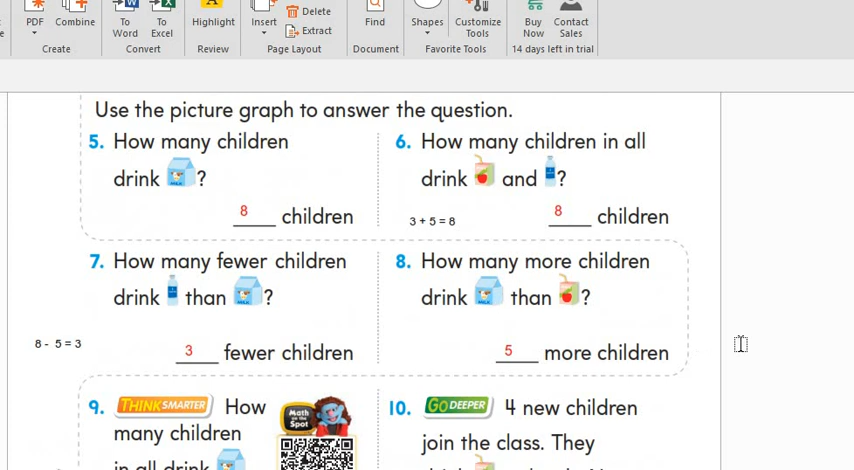 PDF Combine To Word To Excel Highlight Insert Delete Extract Find Shapes Customize Tools Buy Now Contact Sales
Create Convert Review Page Layout Document Favorite Tools 14 days left in trial
Use the picture graph to answer the question.
5. How many children
drink ?
8 children
6. How many children in all
drink and ?
3 + 5 = 8 8 children
7. How many fewer children
drink than ?
8 - 5 = 3 3 fewer children
8. How many more children
drink than ?
5 more children
9. THINK SMARTER How
many children
in all drink
Math on the Spot
10. GO DEEPER 4 new children
join the class. They